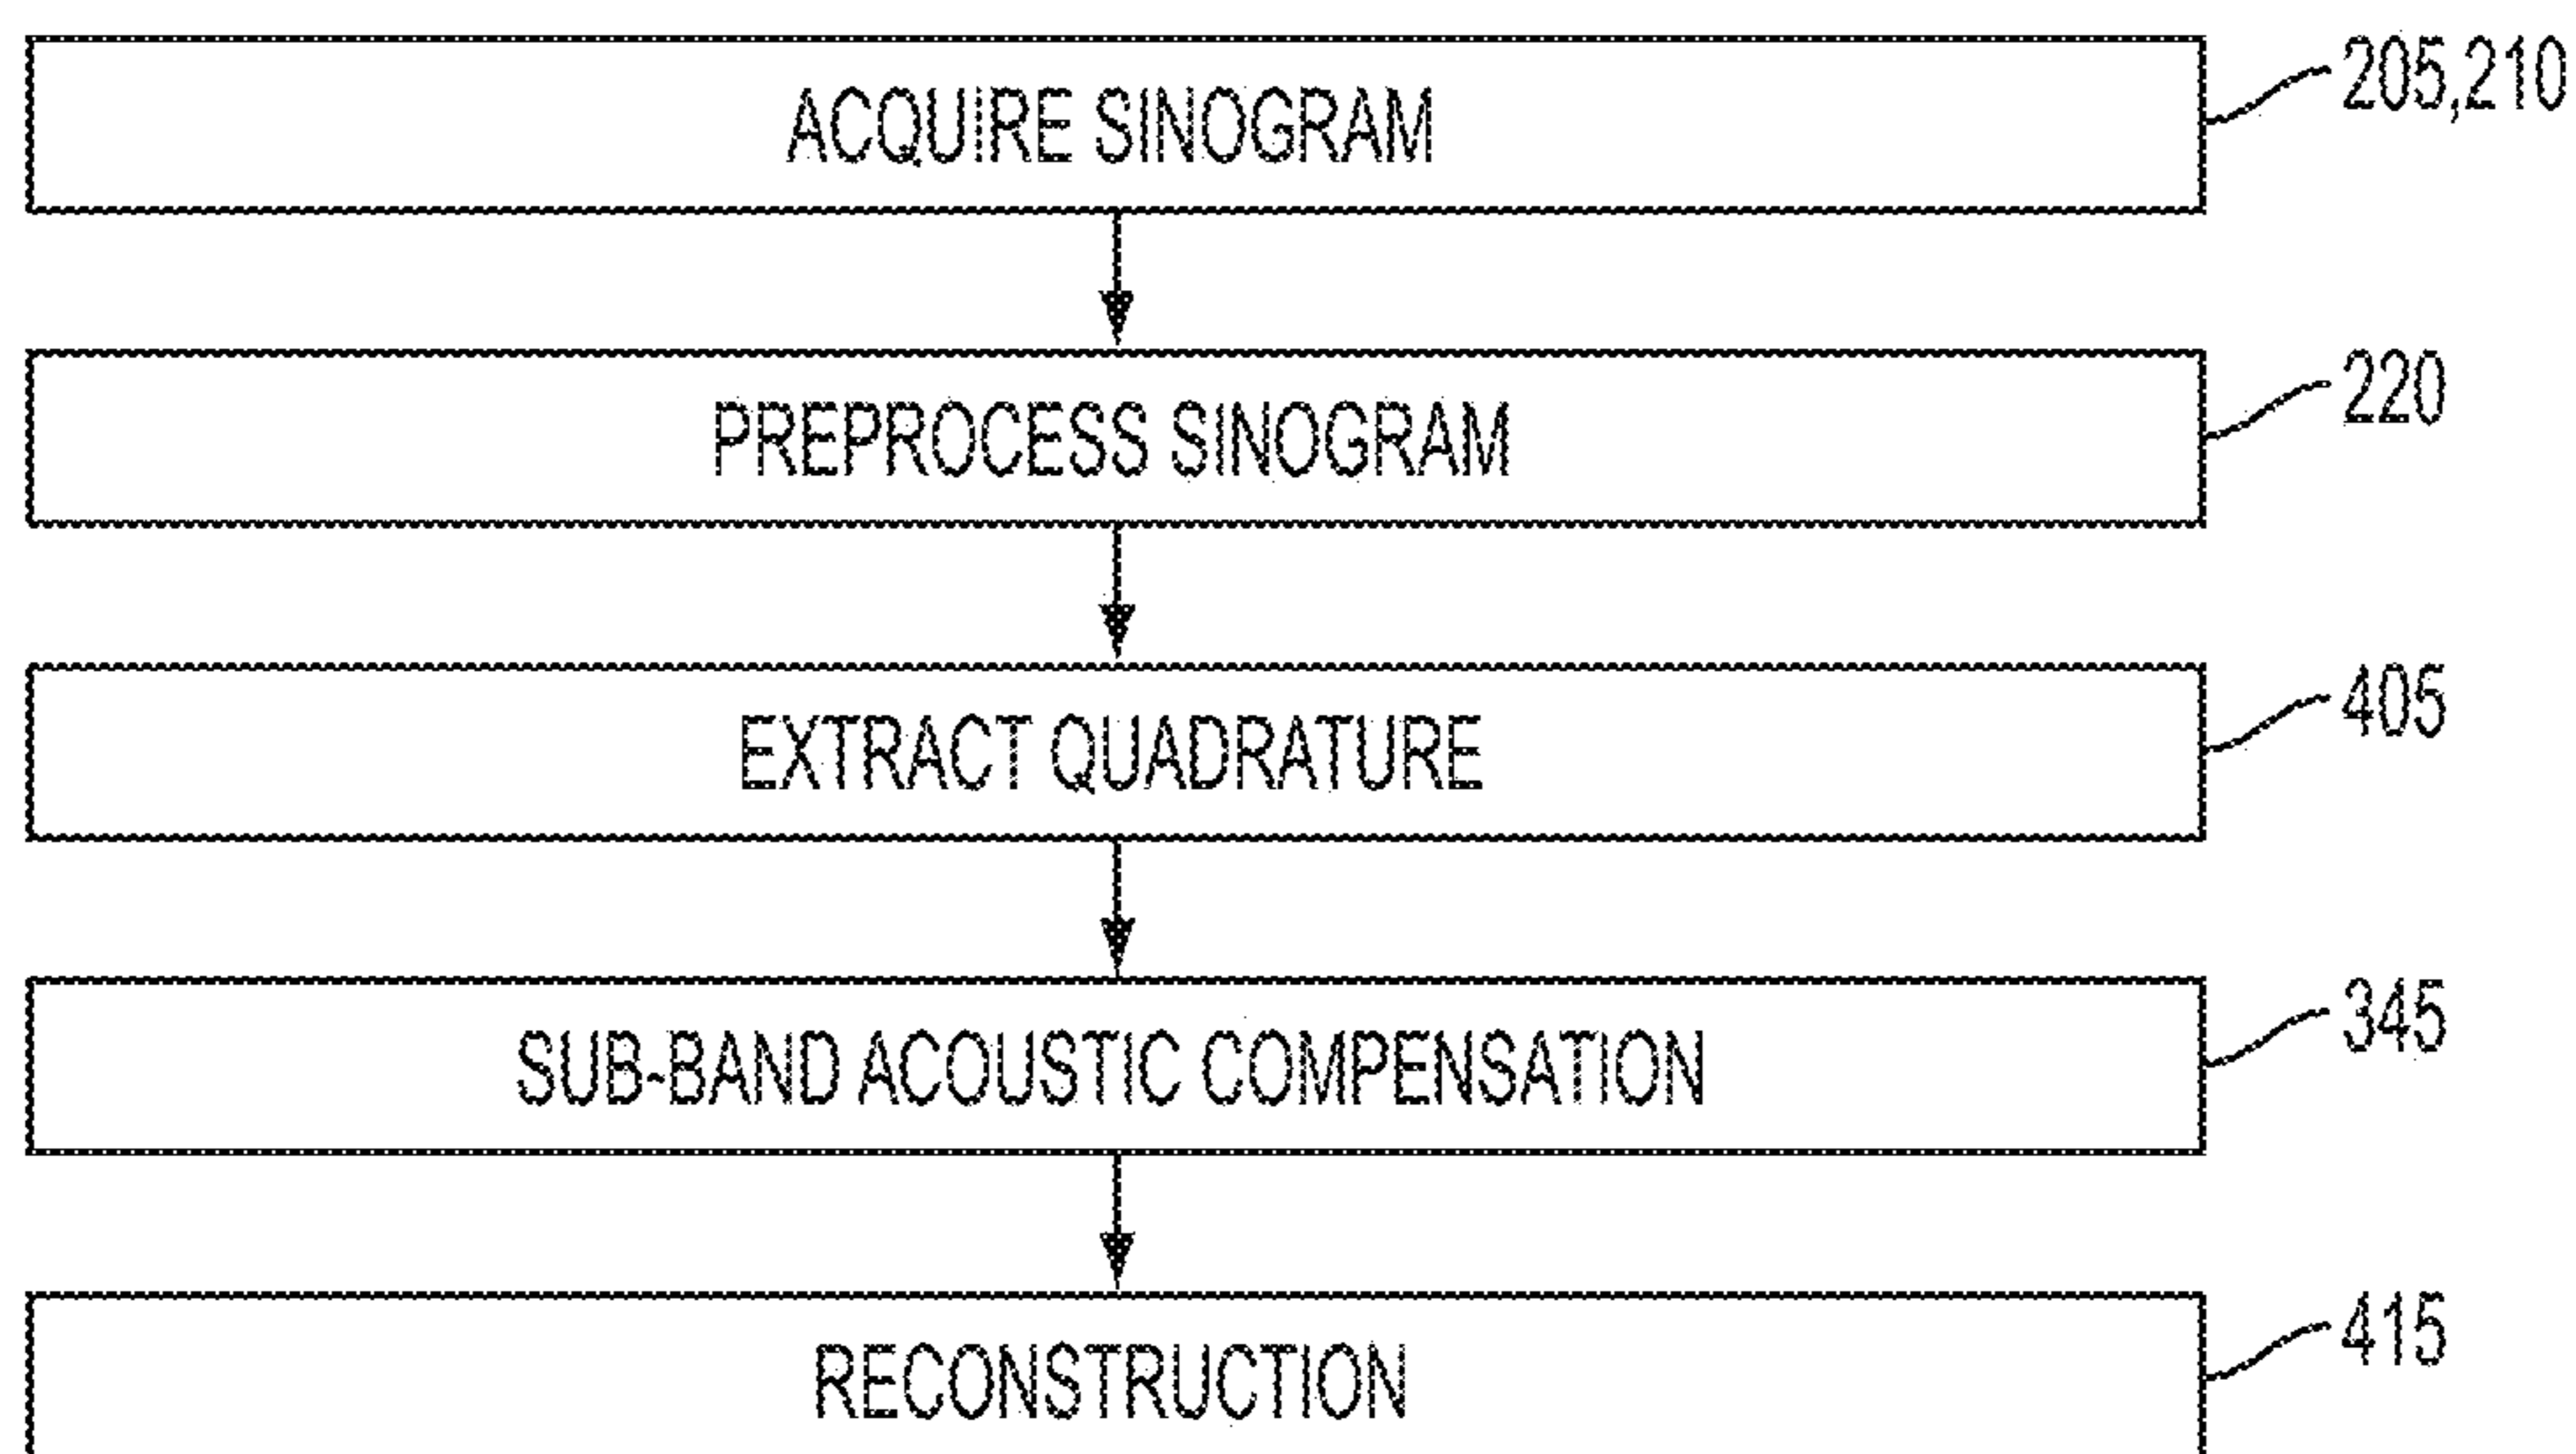 ACQUIRE SINOGRAM 205,210
PREPROCESS SINOGRAM 220
EXTRACT QUADRATURE 405
SUB-BAND ACOUSTIC COMPENSATION 345
RECONSTRUCTION 415